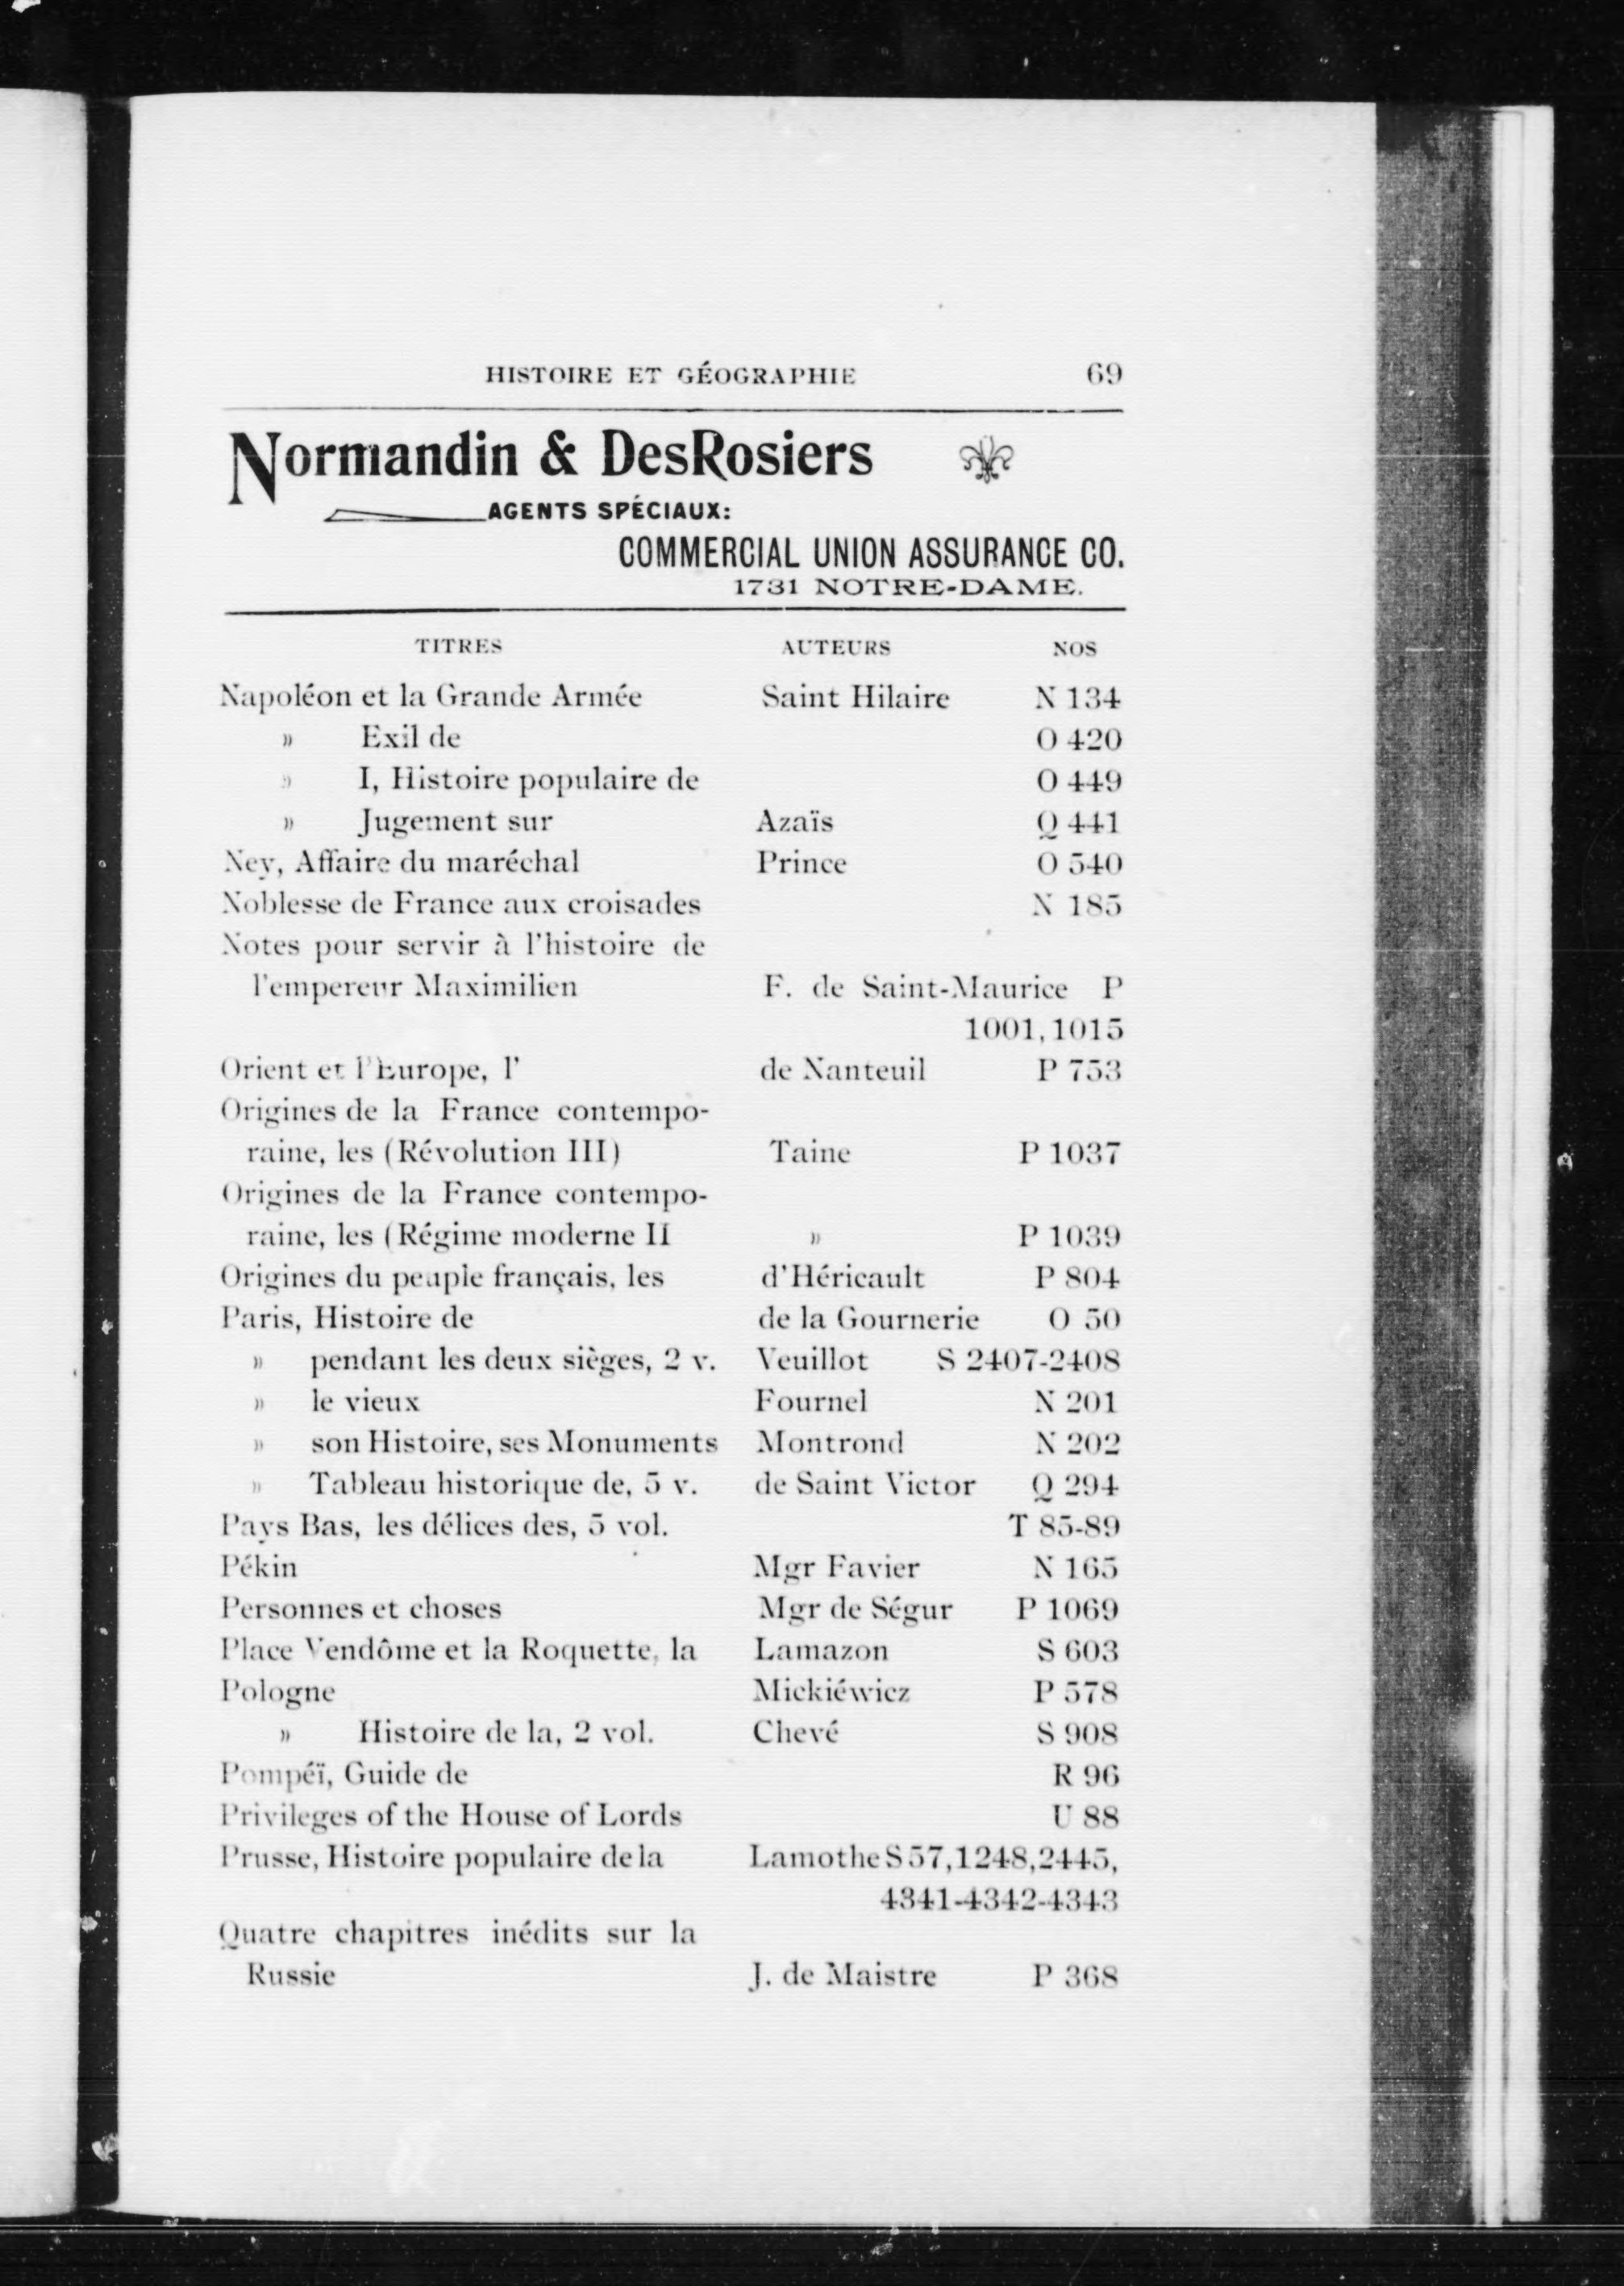 HISTOIRE ET GÉOGRAPHIE 69
Normandin & DesRosiers
AGENTS SPÉCIAUX:
COMMERCIAL UNION ASSURANCE CO.
1731 NOTRE-DAME.
TITRES AUTEURS NOS
Napoléon et la Grande Armée Saint Hilaire N 134
» Exil de O 420
» I, Histoire populaire de O 449
» Jugement sur Azaïs Q 441
Ney, Affaire du maréchal Prince O 540
Noblesse de France aux croisades N 185
Notes pour servir à l'histoire de
l'empereur Maximilien F. de Saint-Maurice P
1001, 1015
Orient et l'Europe, l' de Nanteuil P 753
Origines de la France contempo-
raine, les (Révolution III) Taine P 1037
Origines de la France contempo-
raine, les (Régime moderne II » P 1039
Origines du peuple français, les d'Héricault P 804
Paris, Histoire de de la Gournerie O 50
» pendant les deux sièges, 2 v. Veuillot S 2407-2408
» le vieux Fournel N 201
» son Histoire, ses Monuments Montrond N 202
» Tableau historique de, 5 v. de Saint Victor Q 294
Pays Bas, les délices des, 5 vol. T 85-89
Pékin Mgr Favier N 165
Personnes et choses Mgr de Ségur P 1069
Place Vendôme et la Roquette, la Lamazon S 603
Pologne Mickiéwicz P 578
» Histoire de la, 2 vol. Chevé S 908
Pompéï, Guide de R 96
Privileges of the House of Lords U 88
Prusse, Histoire populaire de la Lamothe S 57, 1248, 2445,
4341-4342-4343
Quatre chapitres inédits sur la
Russie J. de Maistre P 368